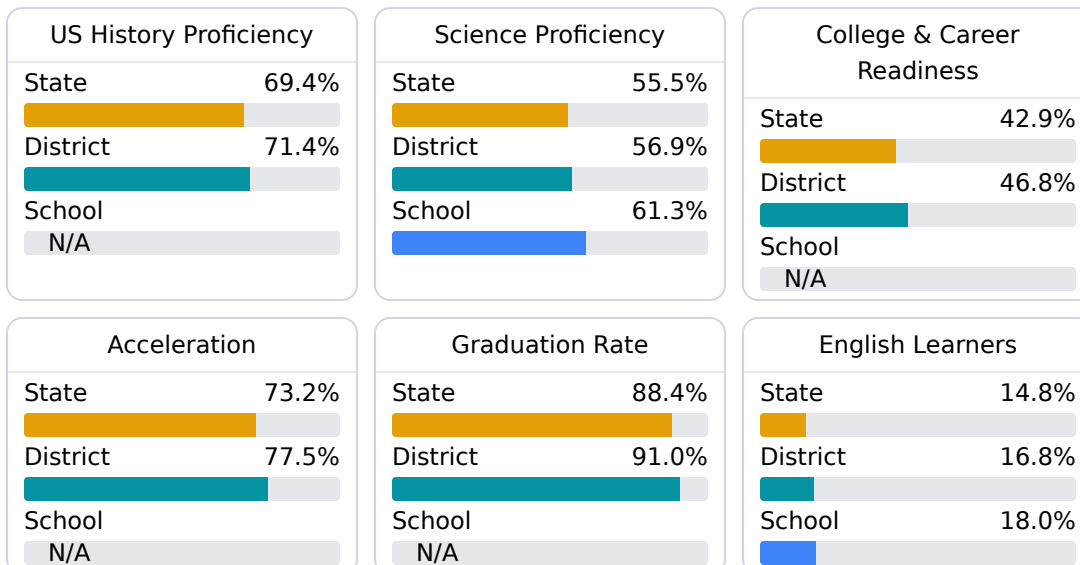 US History Proficiency
State 69.4%
District 71.4%
School
N/A
Science Proficiency
State 55.5%
District 56.9%
School 61.3%
College & Career
Readiness
State 42.9%
District 46.8%
School
N/A
Acceleration
State 73.2%
District 77.5%
School
N/A
Graduation Rate
State 88.4%
District 91.0%
School
N/A
English Learners
State 14.8%
District 16.8%
School 18.0%